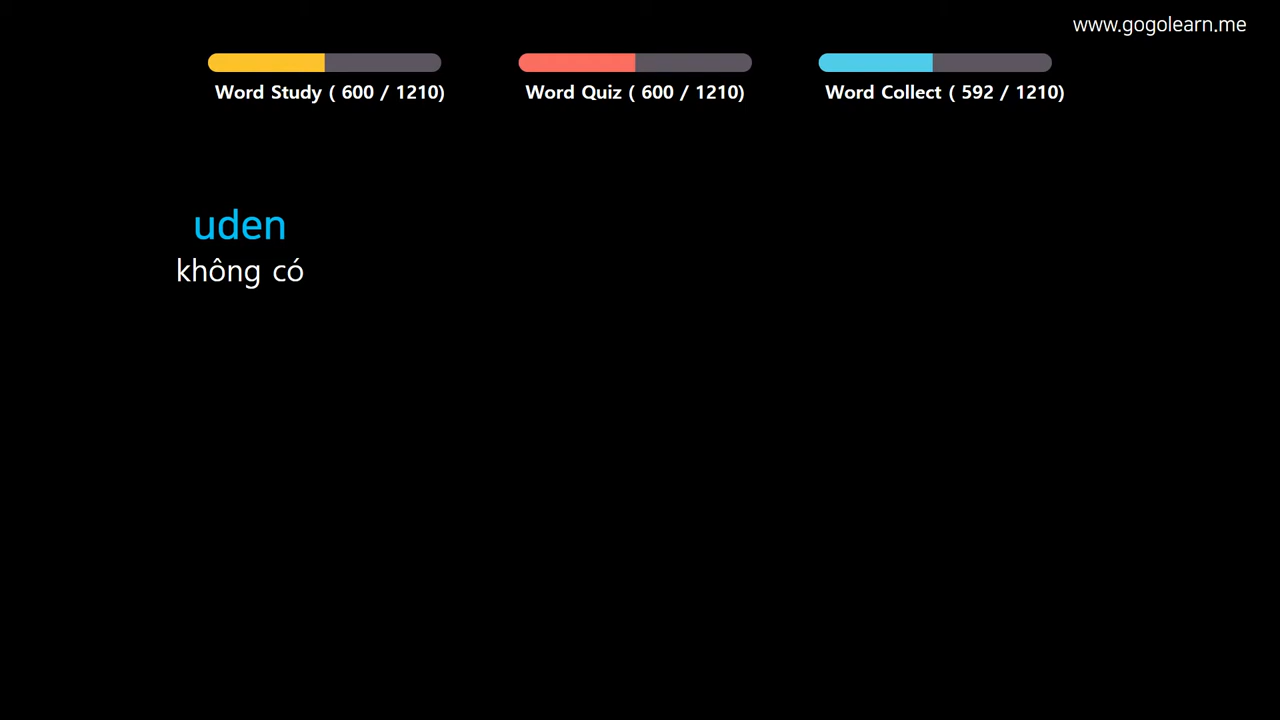 www.gogolearn.me
Word Study ( 600 / 1210)
Word Quiz ( 600 / 1210)
Word Collect ( 592 / 1210)
uden
không có